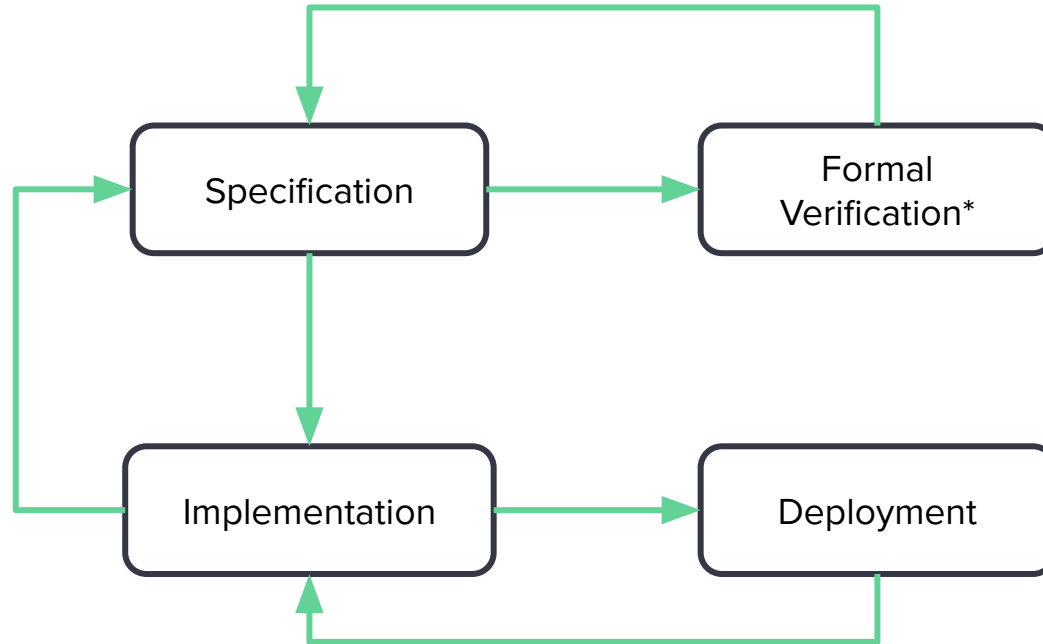 Specification
Formal
Verification*
Implementation
Deployment